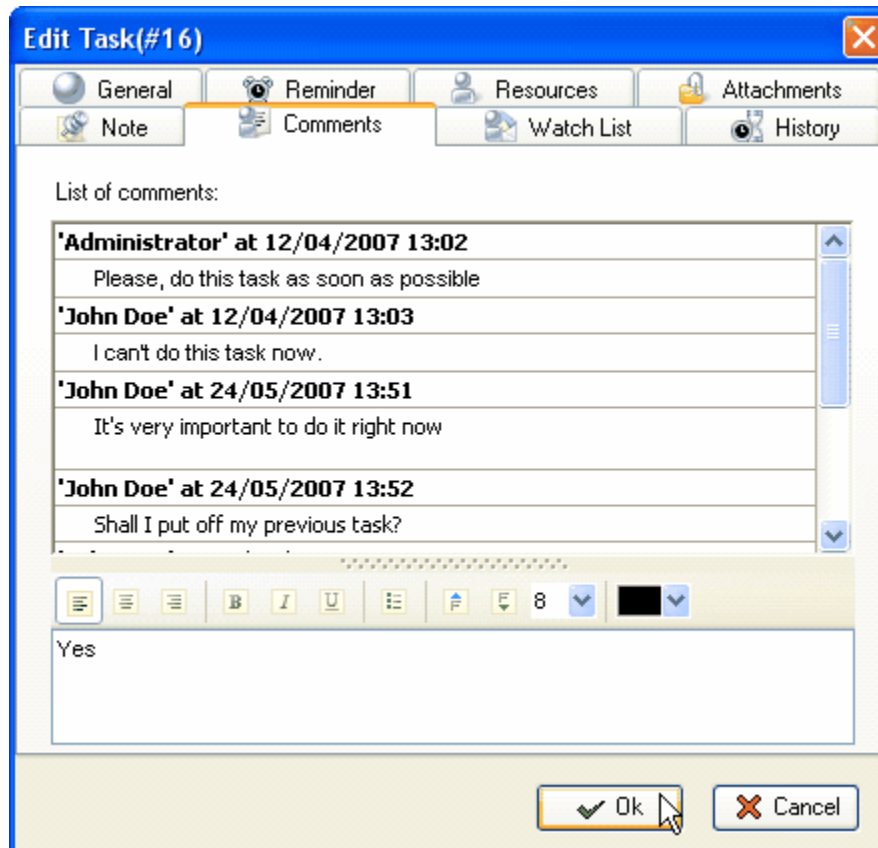 Edit Task(#16)
General Reminder Resources Attachments
Note Comments Watch List History
List of comments:
'Administrator' at 12/04/2007 13:02
Please, do this task as soon as possible
'John Doe' at 12/04/2007 13:03
I can't do this task now.
'John Doe' at 24/05/2007 13:51
It's very important to do it right now
'John Doe' at 24/05/2007 13:52
Shall I put off my previous task?
B I U F F 8
Yes
Ok Cancel